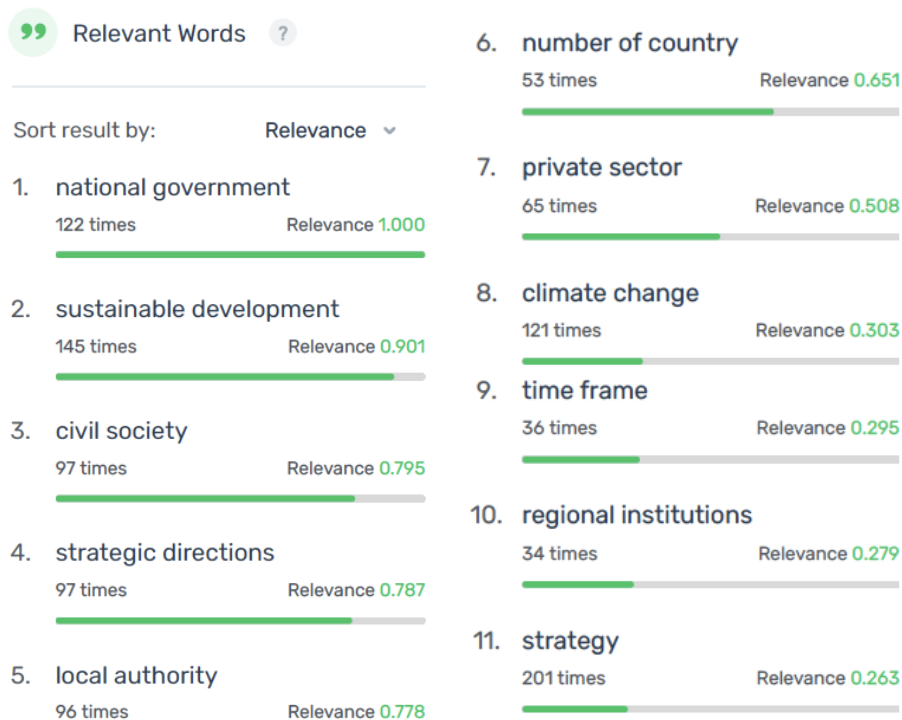 Relevant Words ?
Sort result by: Relevance
1. national government
122 times Relevance 1.000
2. sustainable development
145 times Relevance 0.901
3. civil society
97 times Relevance 0.795
4. strategic directions
97 times Relevance 0.787
5. local authority
96 times Relevance 0.778
6. number of country
53 times Relevance 0.651
7. private sector
65 times Relevance 0.508
8. climate change
121 times Relevance 0.303
9. time frame
36 times Relevance 0.295
10. regional institutions
34 times Relevance 0.279
11. strategy
201 times Relevance 0.263